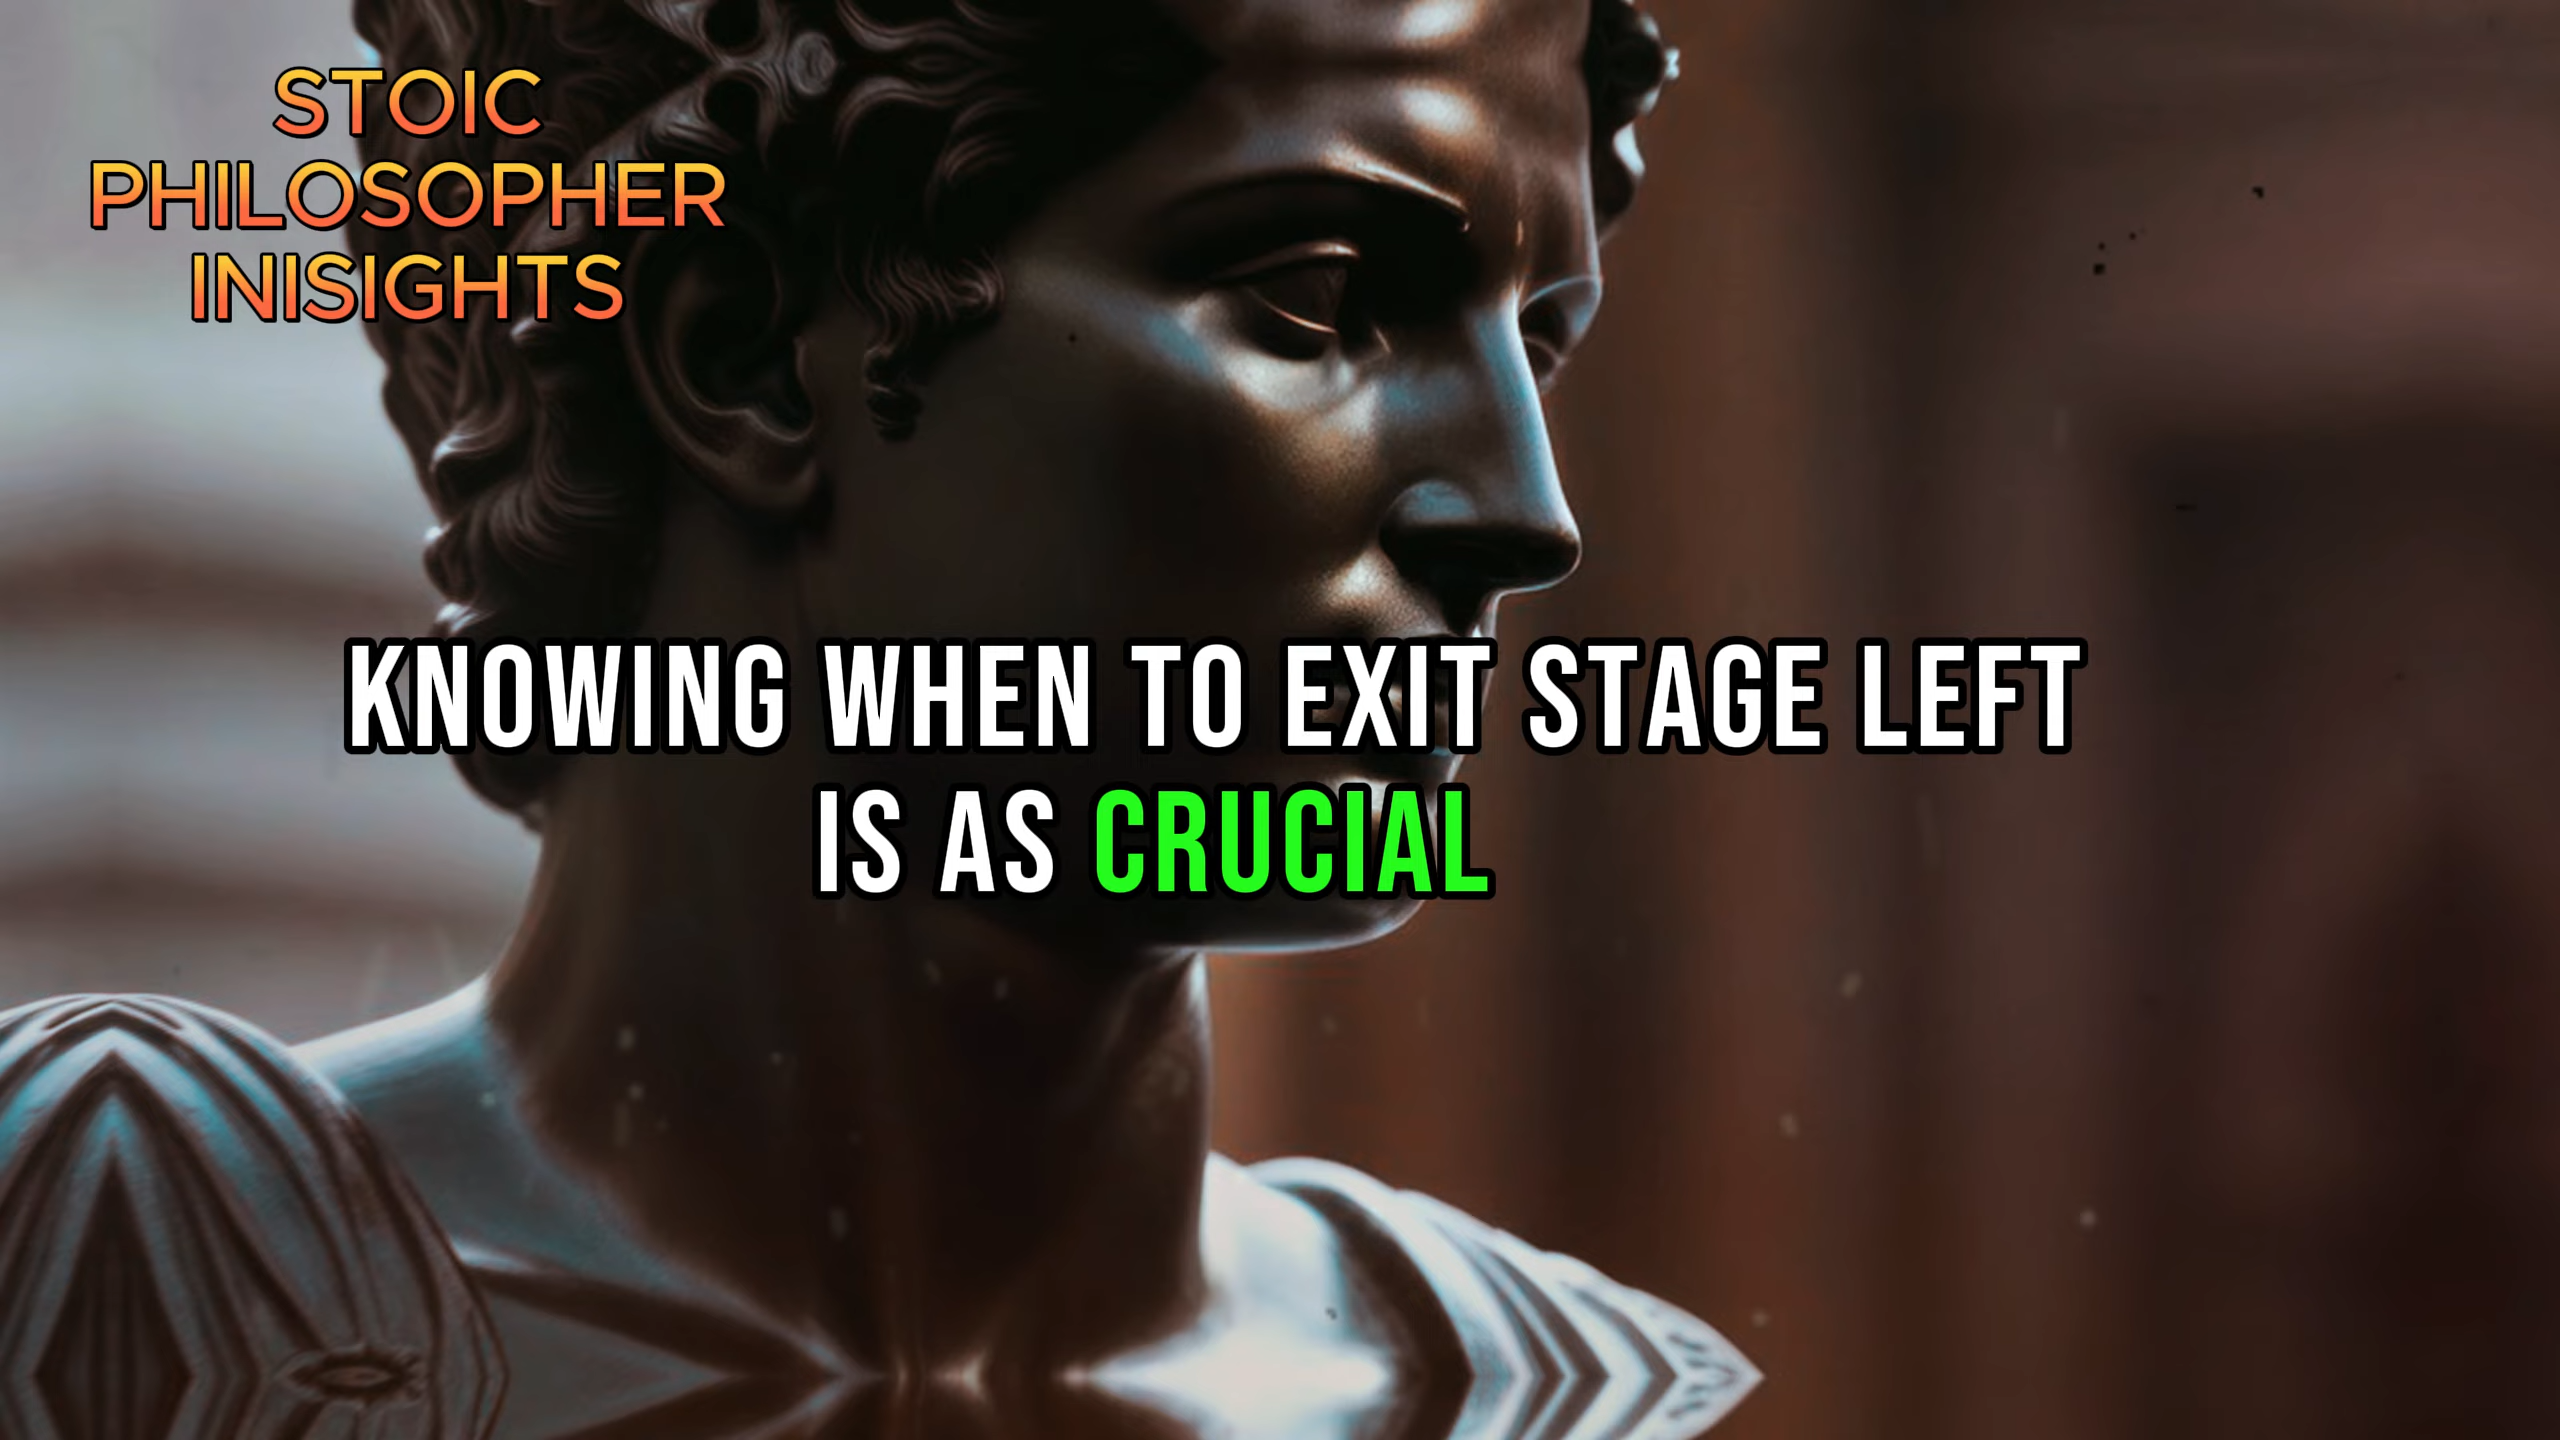 STOIC
PHILOSOPHER
INISIGHTS
KNOWING WHEN TO EXIT STAGE LEFT
IS AS CRUCIAL